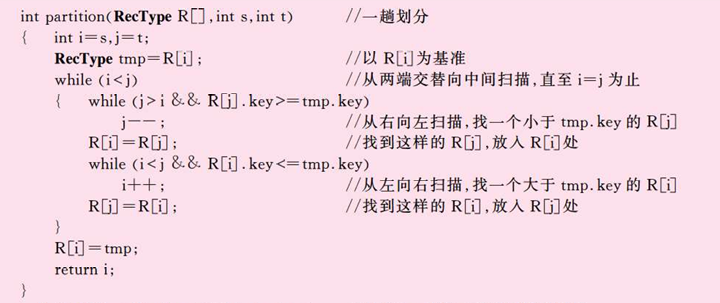 int partition(RecType R[],int s,int t) //一趟划分
{ int i=s,j=t;
RecType tmp=R[i]; //以 R[i]为基准
while (i<j) //从两端交替向中间扫描,直至 i=j 为止
{ while (j>i && R[j].key>=tmp.key)
j--; //从右向左扫描,找一个小于 tmp.key 的 R[j]
R[i]=R[j]; //找到这样的 R[j],放入 R[i]处
while (i<j && R[i].key<=tmp.key)
i++; //从左向右扫描,找一个大于 tmp.key 的 R[i]
R[j]=R[i]; //找到这样的 R[i],放入 R[j]处
}
R[i]=tmp;
return i;
}